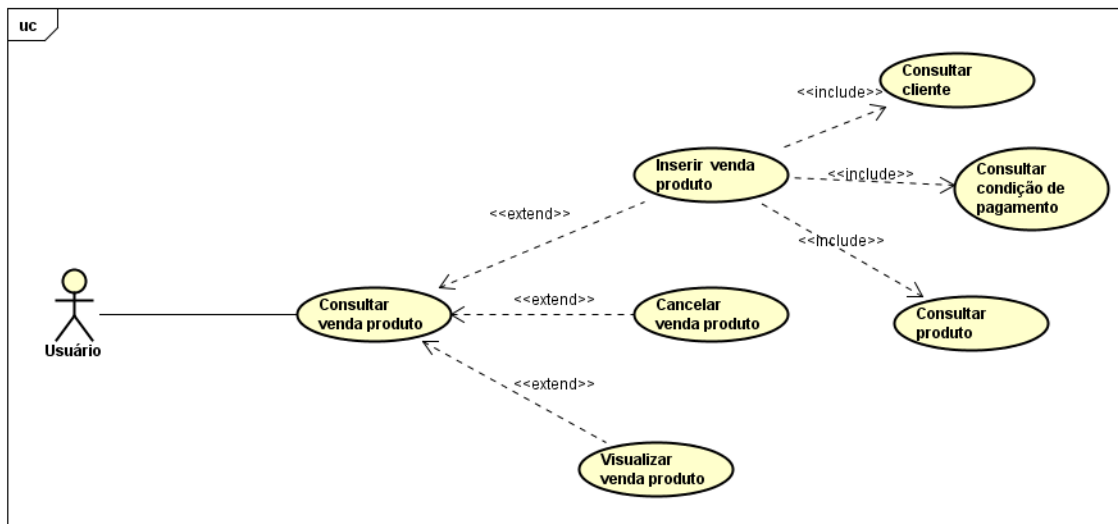 uc
Consultar
cliente
<<include>>
Inserir venda
produto
<<include>>
Consultar
condição de
pagamento
<<extend>>
<<include>>
Consultar
venda produto
<<extend>>
Cancelar
venda produto
Consultar
produto
Usuário
<<extend>>
Visualizar
venda produto